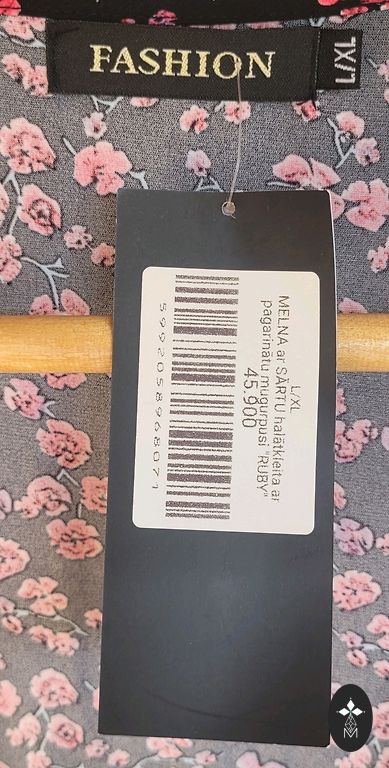 FASHION
L/XL
MELNA ar SĀRTU halātkleita ar
pagarinātu mugurpusi "RUBY"
L/XL
45.900
5992058968071